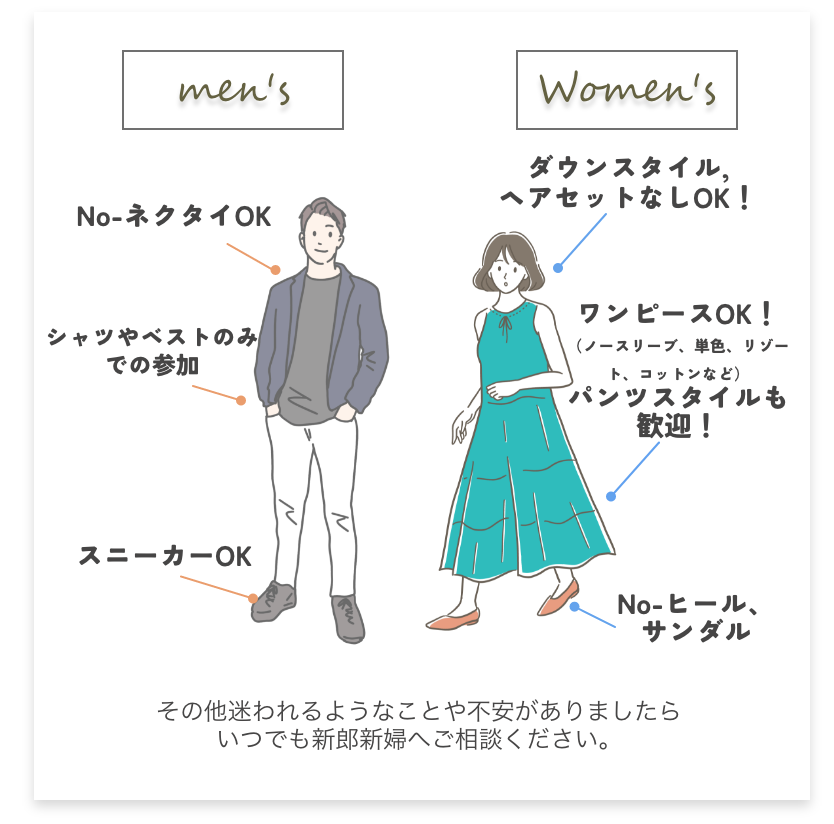 men's
No-ネクタイOK
シャツやベストのみ
での参加
スニーカーOK
Women's
ダウンスタイル,
ヘアセットなしOK！
ワンピースOK！
（ノースリーブ、単色、リゾー
ト、コットンなど）
パンツスタイルも
歓迎！
No-ヒール、
サンダル
その他迷われるようなことや不安がありましたら
いつでも新郎新婦へご相談ください。